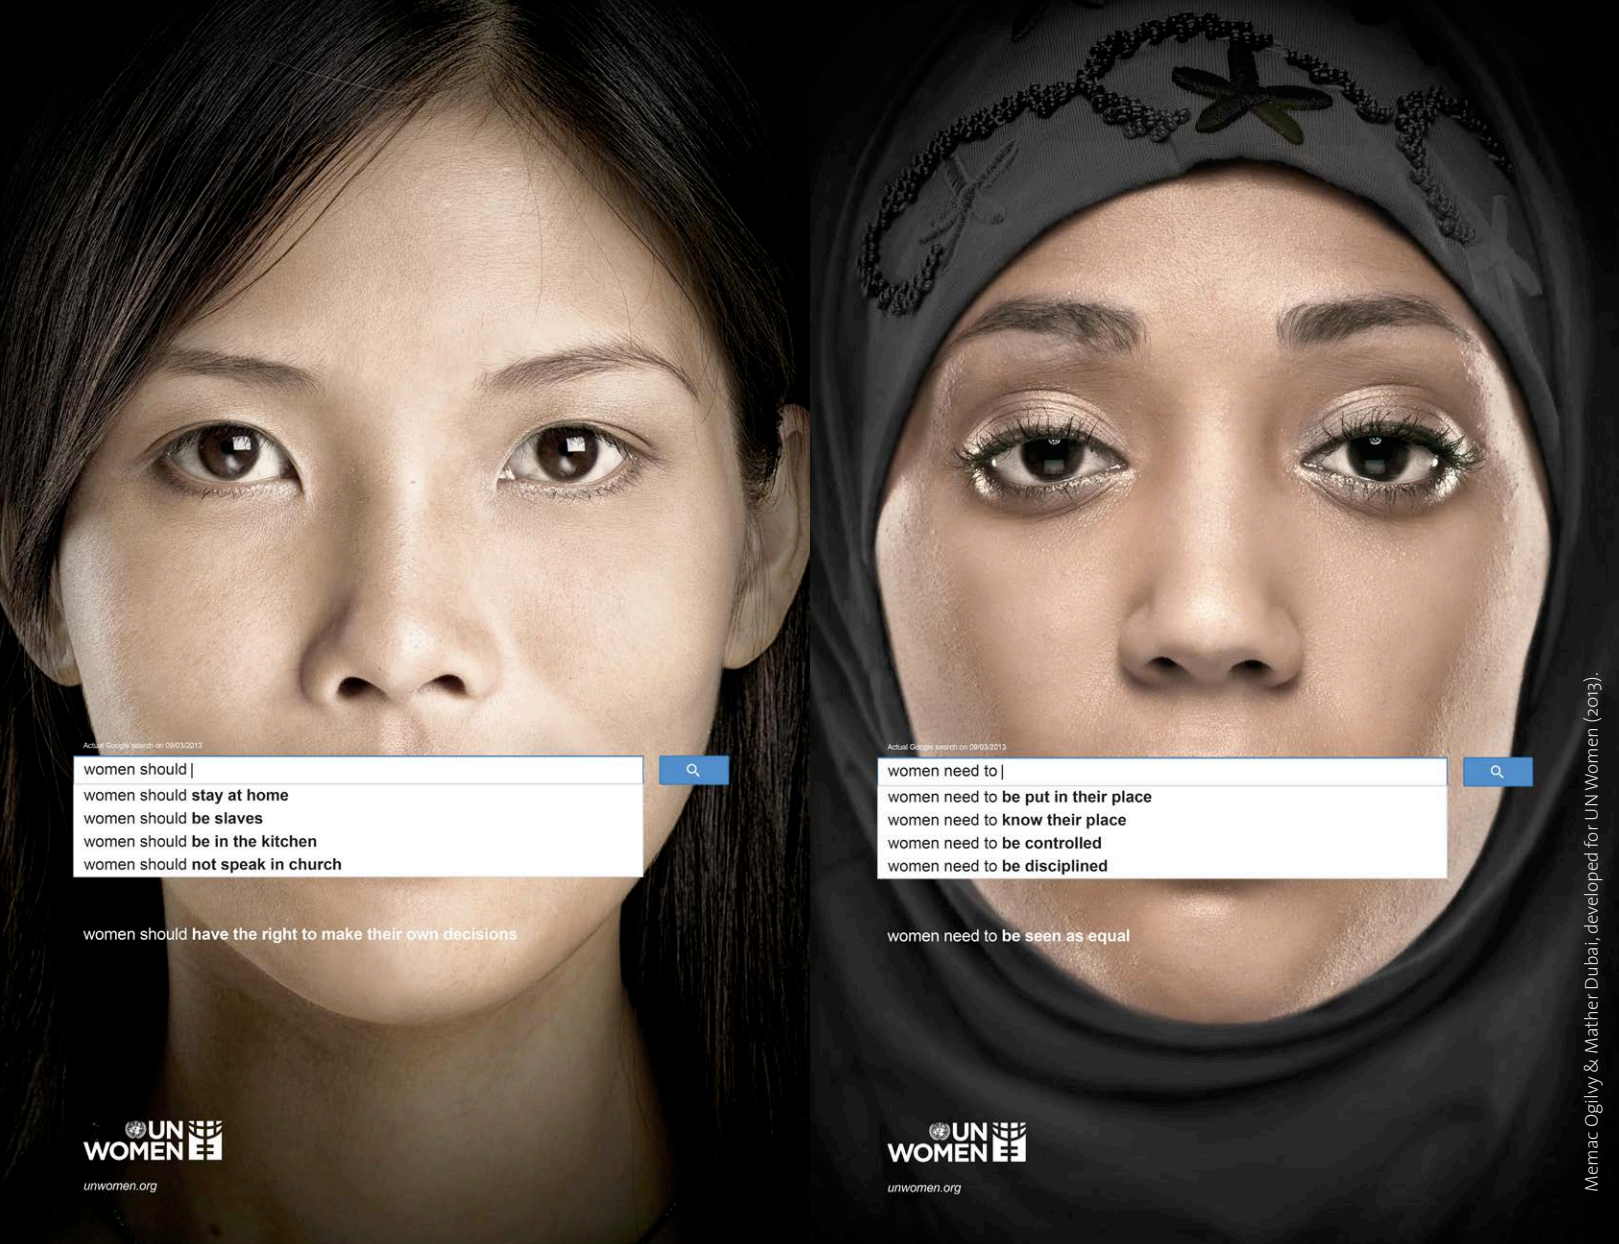 Actual Google search on 09/03/2013
women should |
women should stay at home
women should be slaves
women should be in the kitchen
women should not speak in church
women should have the right to make their own decisions
UN
WOMEN
unwomen.org
Actual Google search on 09/03/2013
women need to |
women need to be put in their place
women need to know their place
women need to be controlled
women need to be disciplined
women need to be seen as equal
UN
WOMEN
unwomen.org
Memac Ogilvy & Mather Dubai, developed for UN Women (2013).